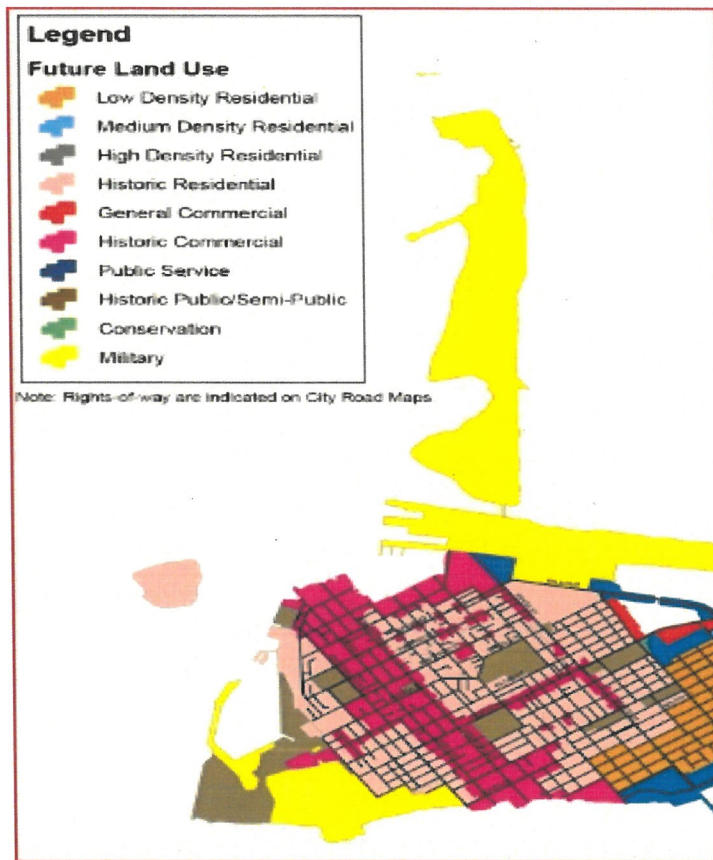 Legend
Future Land Use
Low Density Residential
Medium Density Residential
High Density Residential
Historic Residential
General Commercial
Historic Commercial
Public Service
Historic Public/Semi-Public
Conservation
Military
Note: Rights-of-way are indicated on City Road Maps